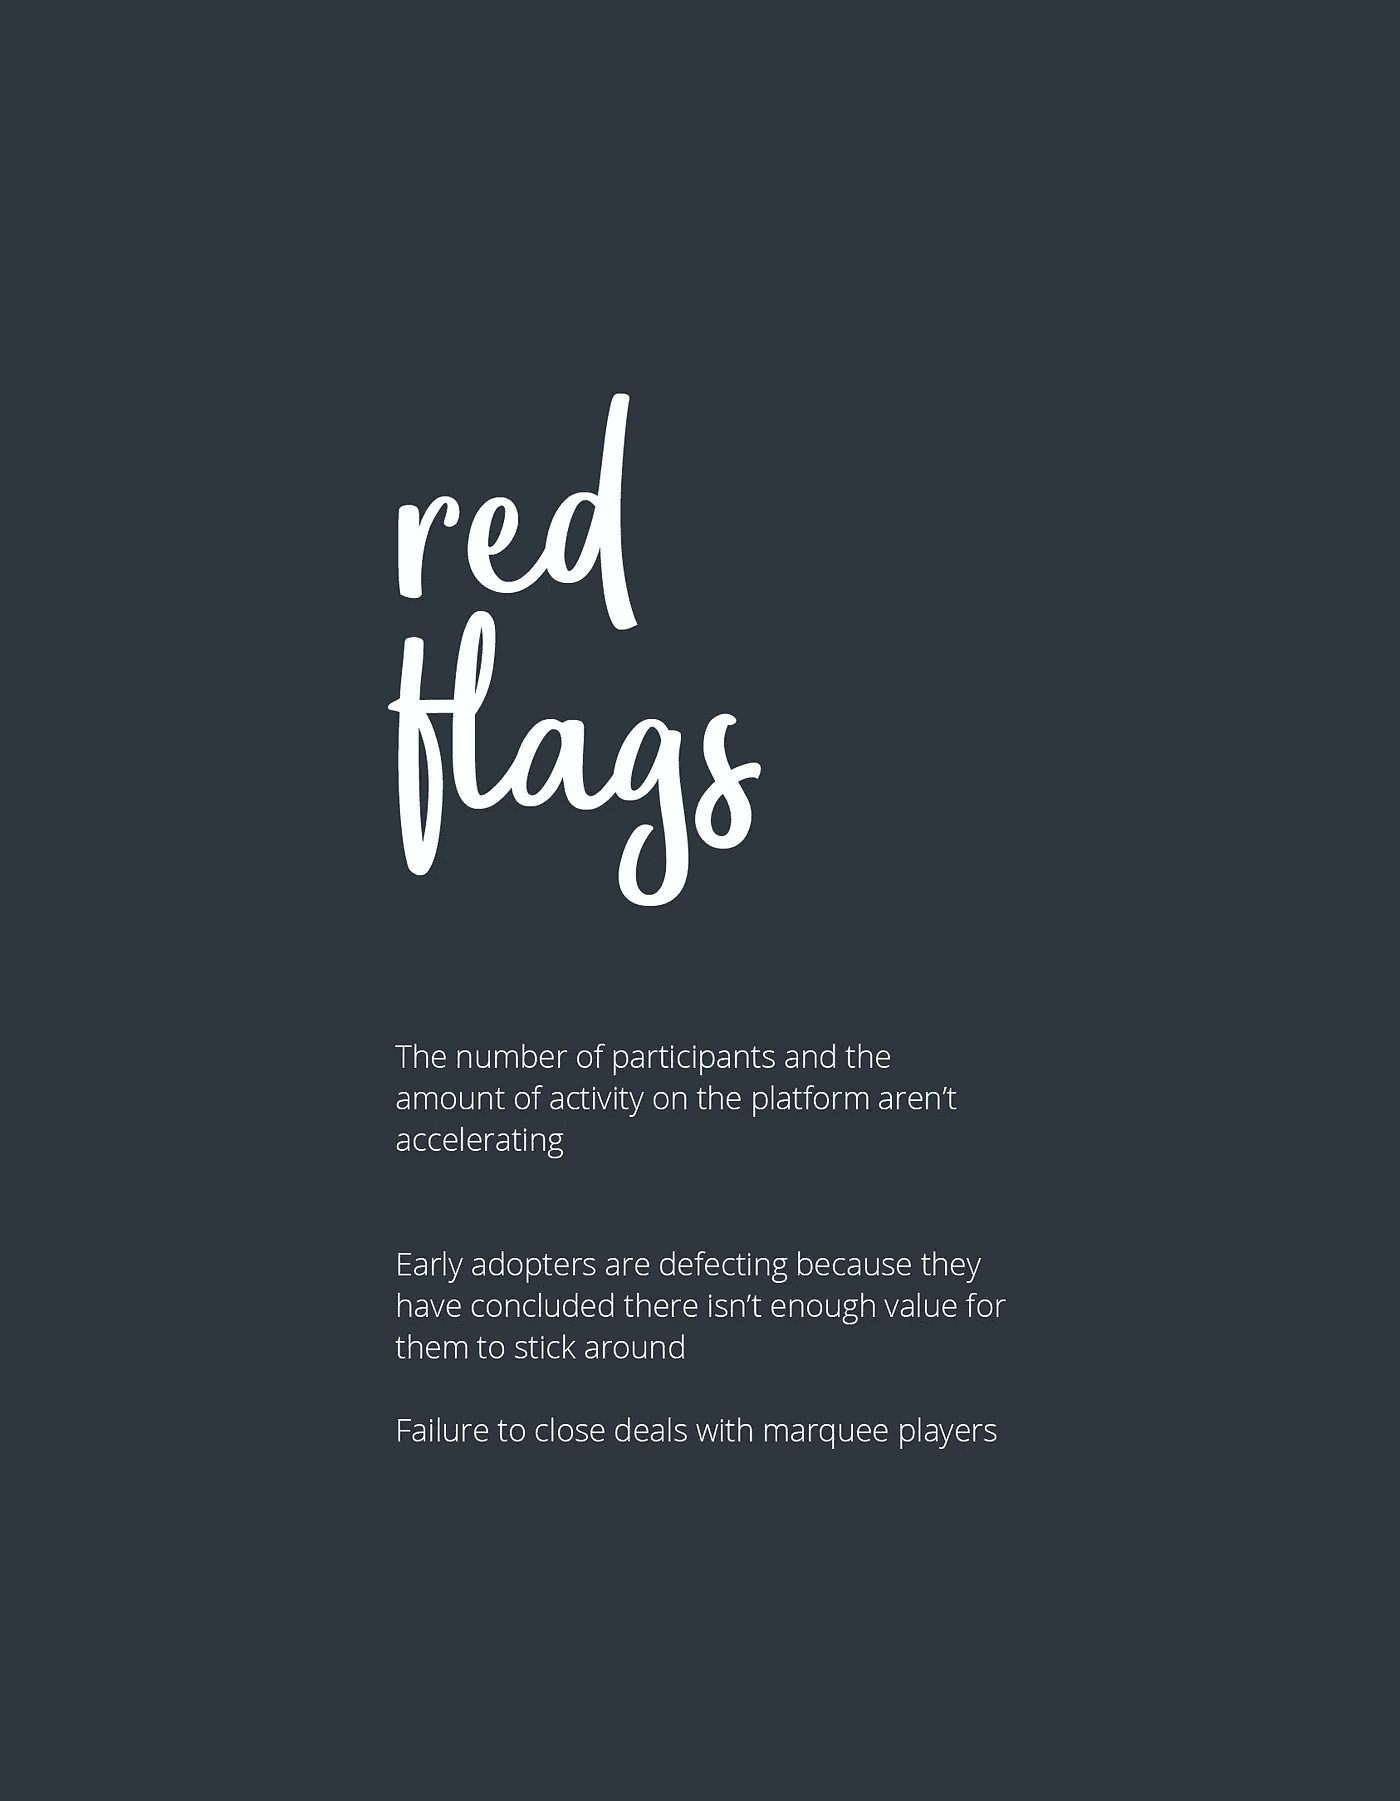 red
flags
The number of participants and the
amount of activity on the platform aren’t
accelerating
Early adopters are defecting because they
have concluded there isn’t enough value for
them to stick around
Failure to close deals with marquee players